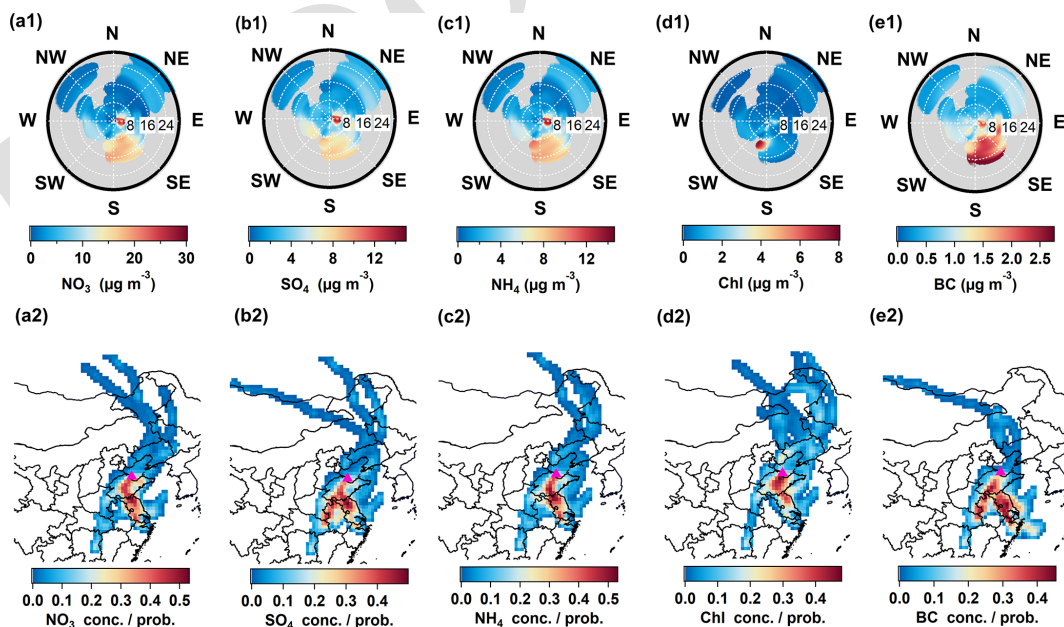 (a1)
(b1)
(c1)
(d1)
(e1)
N N N N N
NW NE NW NE NW NE NW NE NW NE
W 8 16 24 E W 8 16 24 E W 8 16 24 E W 8 16 24 E W 8 16 24 E
SW SE SW SE SW SE SW SE SW SE
S S S S S
0 10 20 30
0 4 8 12
0 4 8 12
0 2 4 6 8
0.0 0.5 1.0 1.5 2.0 2.5
NO₃ (µg m⁻³)
SO₄ (µg m⁻³)
NH₄ (µg m⁻³)
Chl (µg m⁻³)
BC (µg m⁻³)
(a2)
(b2)
(c2)
(d2)
(e2)
0.0 0.1 0.2 0.3 0.4 0.5
0.0 0.1 0.2 0.3 0.4
0.0 0.1 0.2 0.3 0.4 0.5
0.0 0.1 0.2 0.3 0.4
0.0 0.1 0.2 0.3 0.4
NO₃ conc. / prob.
SO₄ conc. / prob.
NH₄ conc. / prob.
Chl conc. / prob.
BC conc. / prob.